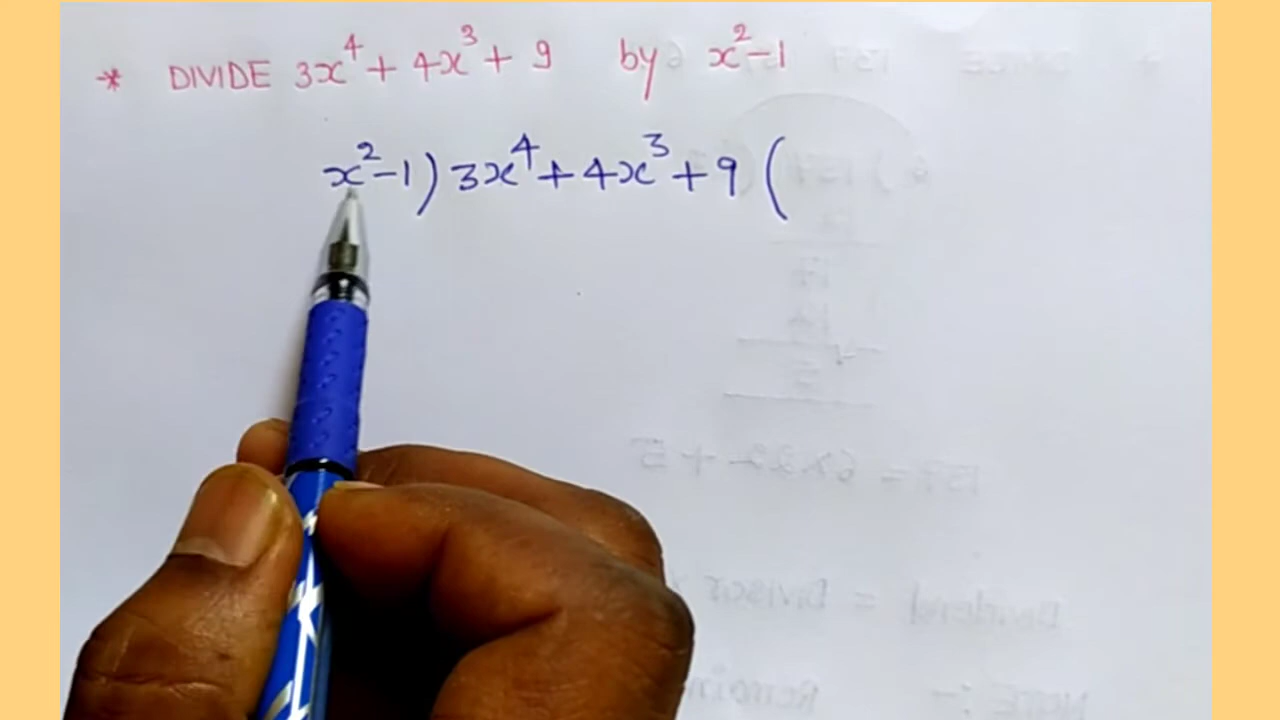 * DIVIDE 3x⁴ + 4x³ + 9 by x² - 1
x² - 1 ) 3x⁴ + 4x³ + 9 (